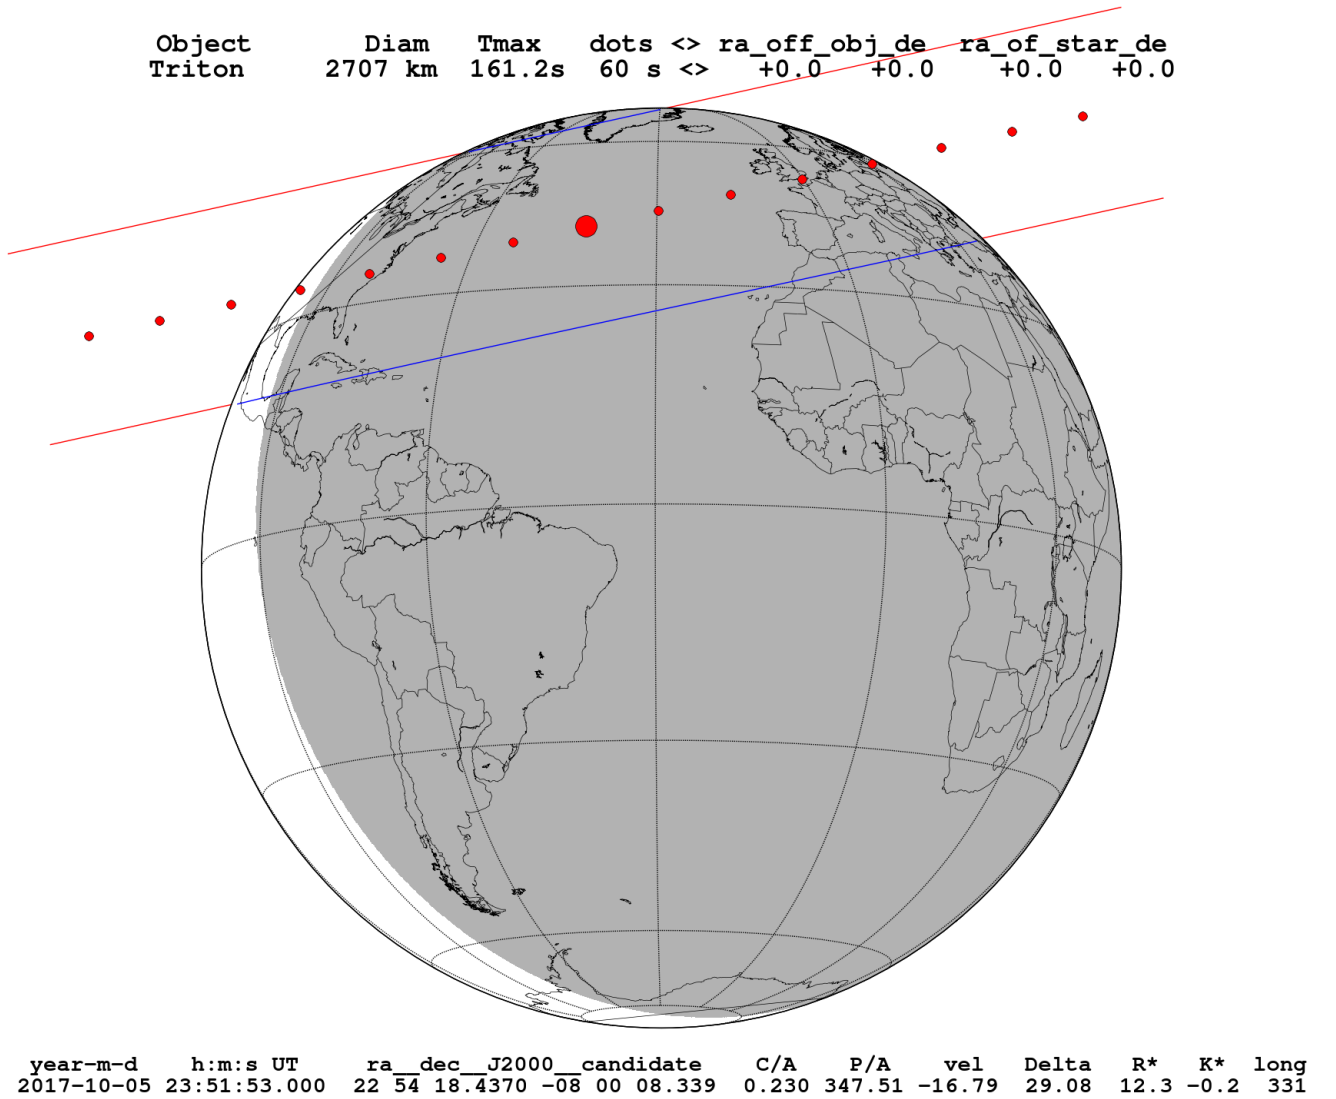 Object Diam Tmax dots <> ra_off_obj_de ra_of_star_de
Triton 2707 km 161.2s 60 s <> +0.0 +0.0 +0.0 +0.0
year-m-d h:m:s UT ra__dec__J2000__candidate C/A P/A vel Delta R* K* long
2017-10-05 23:51:53.000 22 54 18.4370 -08 00 08.339 0.230 347.51 -16.79 29.08 12.3 -0.2 331